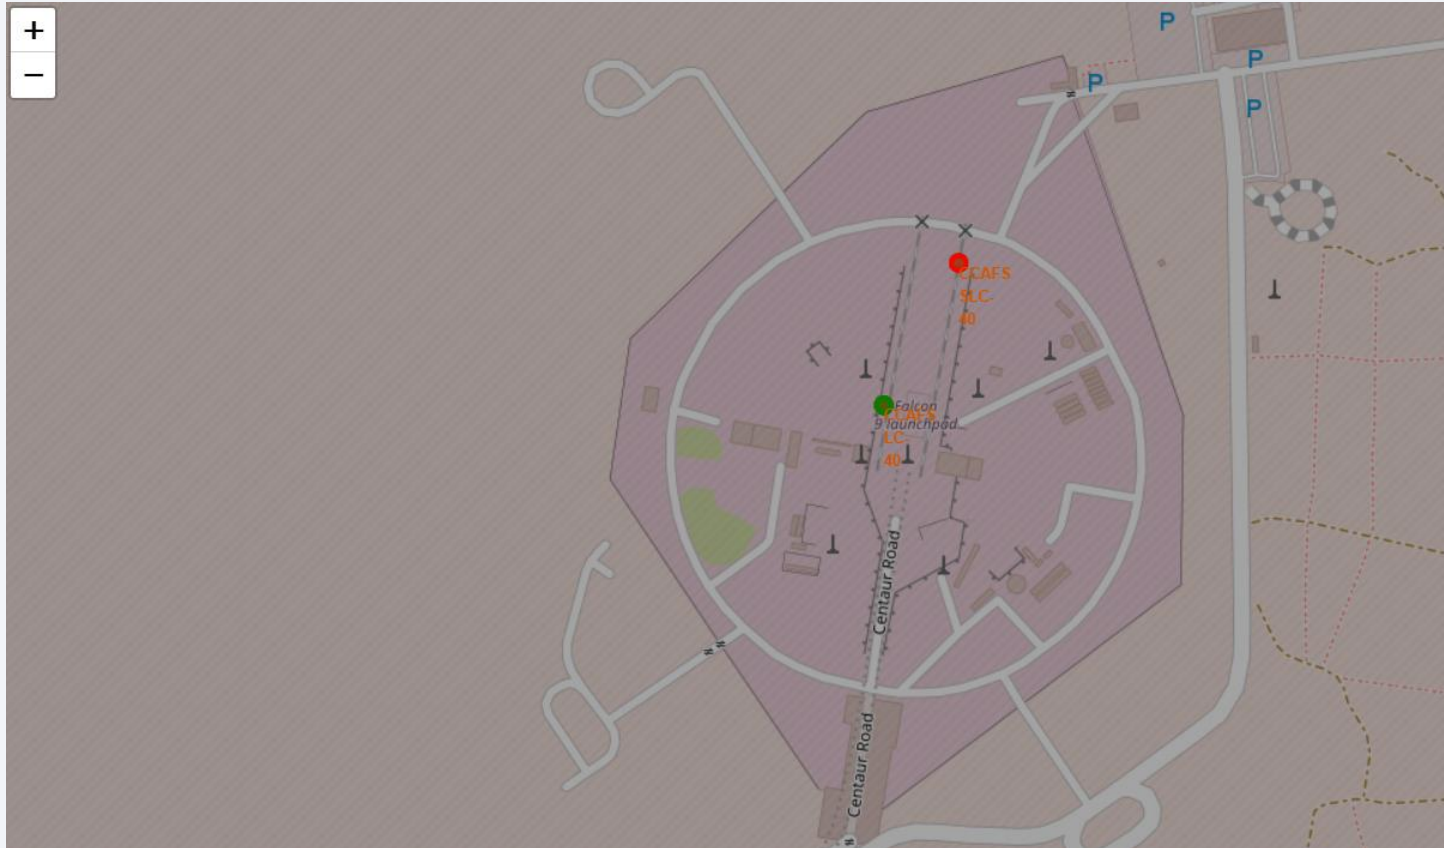 +
−
P
P
P
P
CCAFS
SLC-
40
Falcon
9 launchpad
CCAFS
LC-
40
Centaur Road
Centaur Road